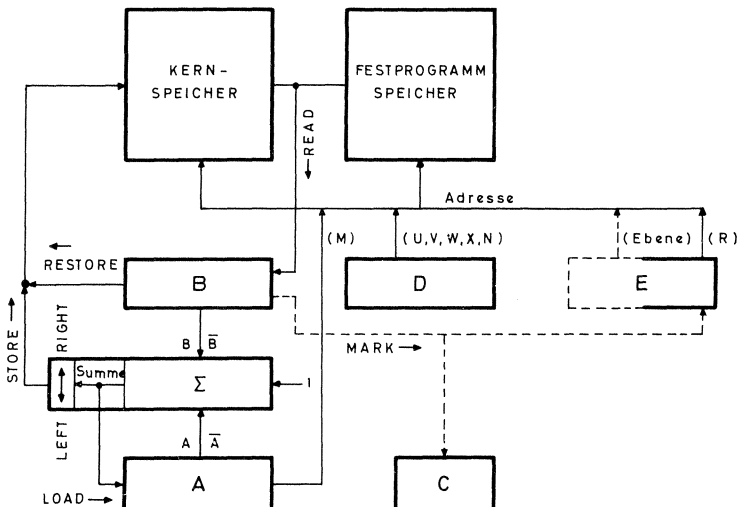 KERN-
SPEICHER
FESTPROGRAMM
SPEICHER
READ
Adresse
(M)
(U,V,W,X,N)
(Ebene)
(R)
RESTORE
B
D
E
STORE
RIGHT
B B̅
MARK
Summe
Σ
1
LEFT
A A̅
A
C
LOAD